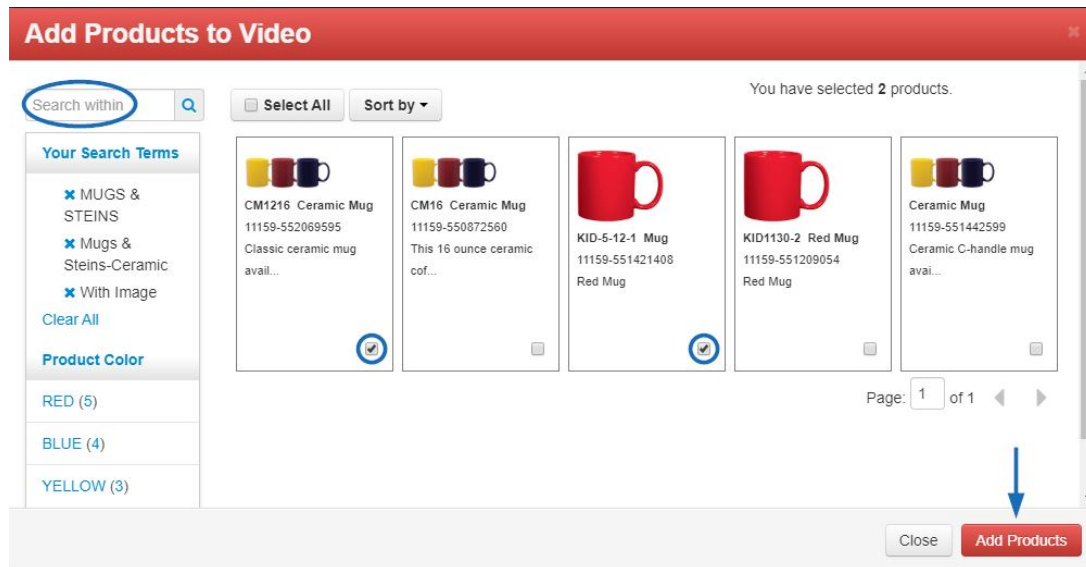 Add Products to Video
×
Search within
Select All
Sort by
You have selected 2 products.
Your Search Terms
× MUGS &
STEINS
× Mugs &
Steins-Ceramic
× With Image
Clear All
Product Color
RED (5)
BLUE (4)
YELLOW (3)
CM1216 Ceramic Mug
11159-552069595
Classic ceramic mug
avail...
CM16 Ceramic Mug
11159-550872560
This 16 ounce ceramic
cof...
KID-5-12-1 Mug
11159-551421408
Red Mug
KID1130-2 Red Mug
11159-551209054
Red Mug
Ceramic Mug
11159-551442599
Ceramic C-handle mug
avai...
Page: 1 of 1
Close
Add Products